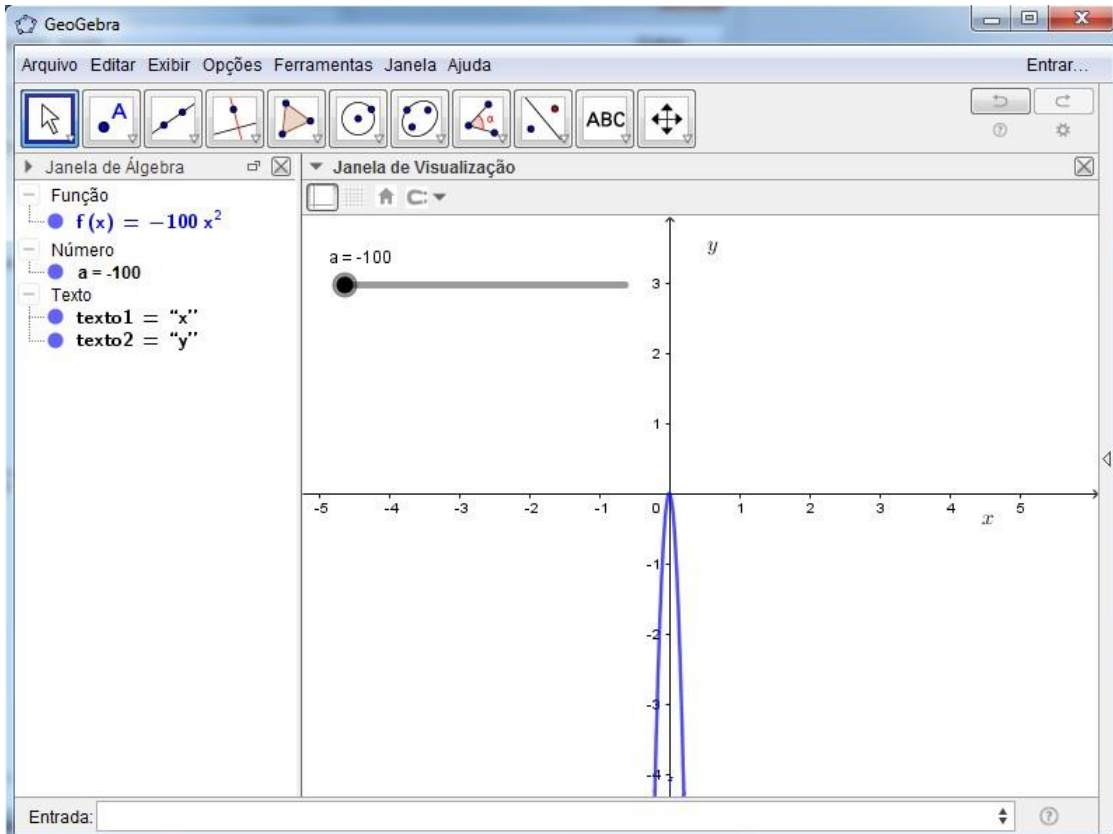 GeoGebra
Arquivo Editar Exibir Opções Ferramentas Janela Ajuda
Entrar...
A
α
ABC
Janela de Álgebra
Função
f(x) = −100 x²
Número
a = -100
Texto
texto1 = “x”
texto2 = “y”
Janela de Visualização
a = -100
y
3
2
1
-5 -4 -3 -2 -1 0 1 2 3 4 5
x
-1
-2
-3
-4
Entrada: